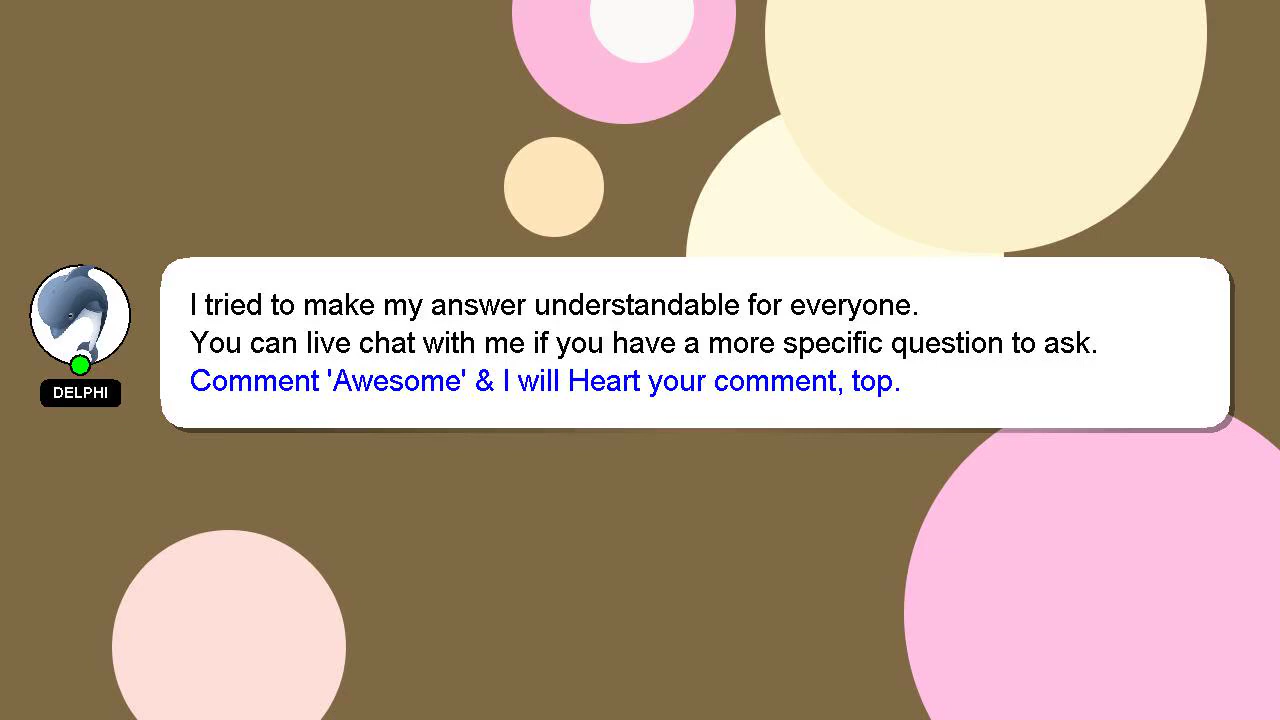 I tried to make my answer understandable for everyone.
You can live chat with me if you have a more specific question to ask.
Comment 'Awesome' & I will Heart your comment, top.
DELPHI